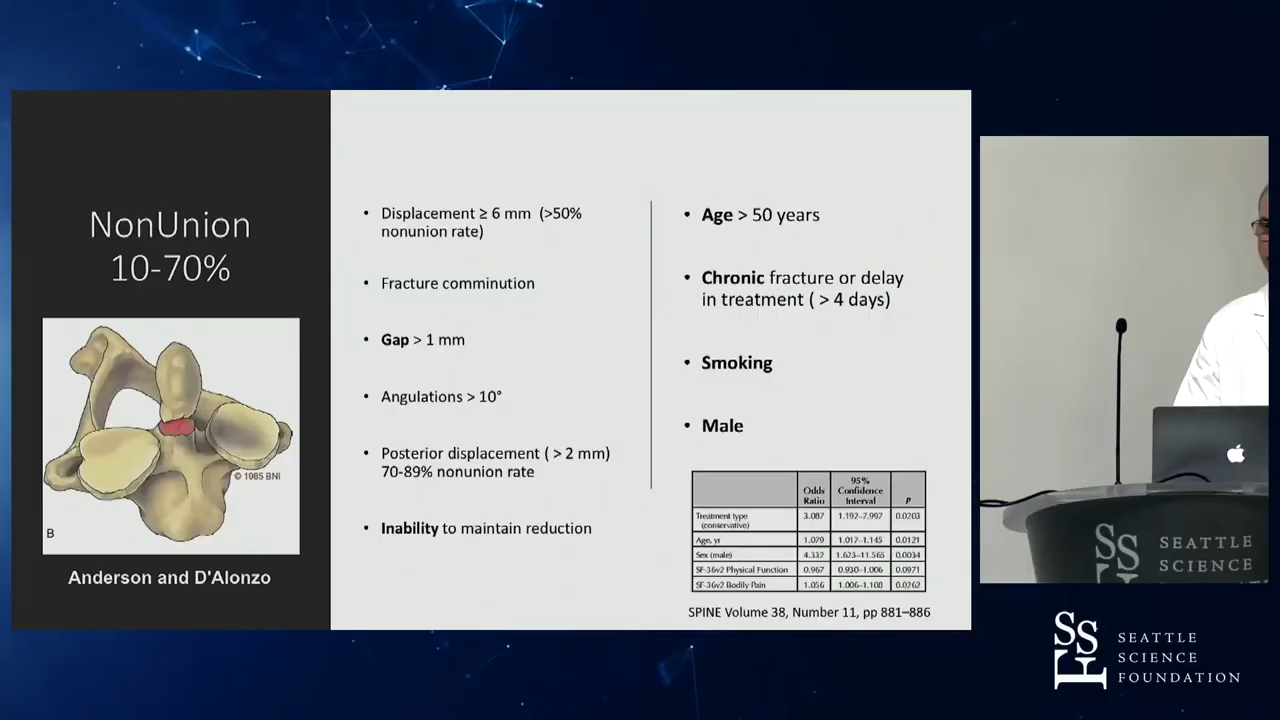 NonUnion
10-70%
© 1985 BNI
B
Anderson and D'Alonzo
• Displacement ≥ 6 mm (>50%
nonunion rate)
• Fracture comminution
• Gap > 1 mm
• Angulations > 10°
• Posterior displacement ( > 2 mm)
70-89% nonunion rate
• Inability to maintain reduction
• Age > 50 years
• Chronic fracture or delay
in treatment ( > 4 days)
• Smoking
• Male
Odds Ratio 95% Confidence Interval P
Treatment type (conservative) 3.087 1.192–7.997 0.0203
Age, yr 1.079 1.017–1.145 0.0121
Sex (male) 4.332 1.623–11.565 0.0034
SF-36v2 Physical Function 0.967 0.930–1.006 0.0971
SF-36v2 Bodily Pain 1.056 1.006–1.108 0.0262
SPINE Volume 38, Number 11, pp 881–886
SEATTLE
SCIENCE
SSF
SEATTLE
SCIENCE
FOUNDATION